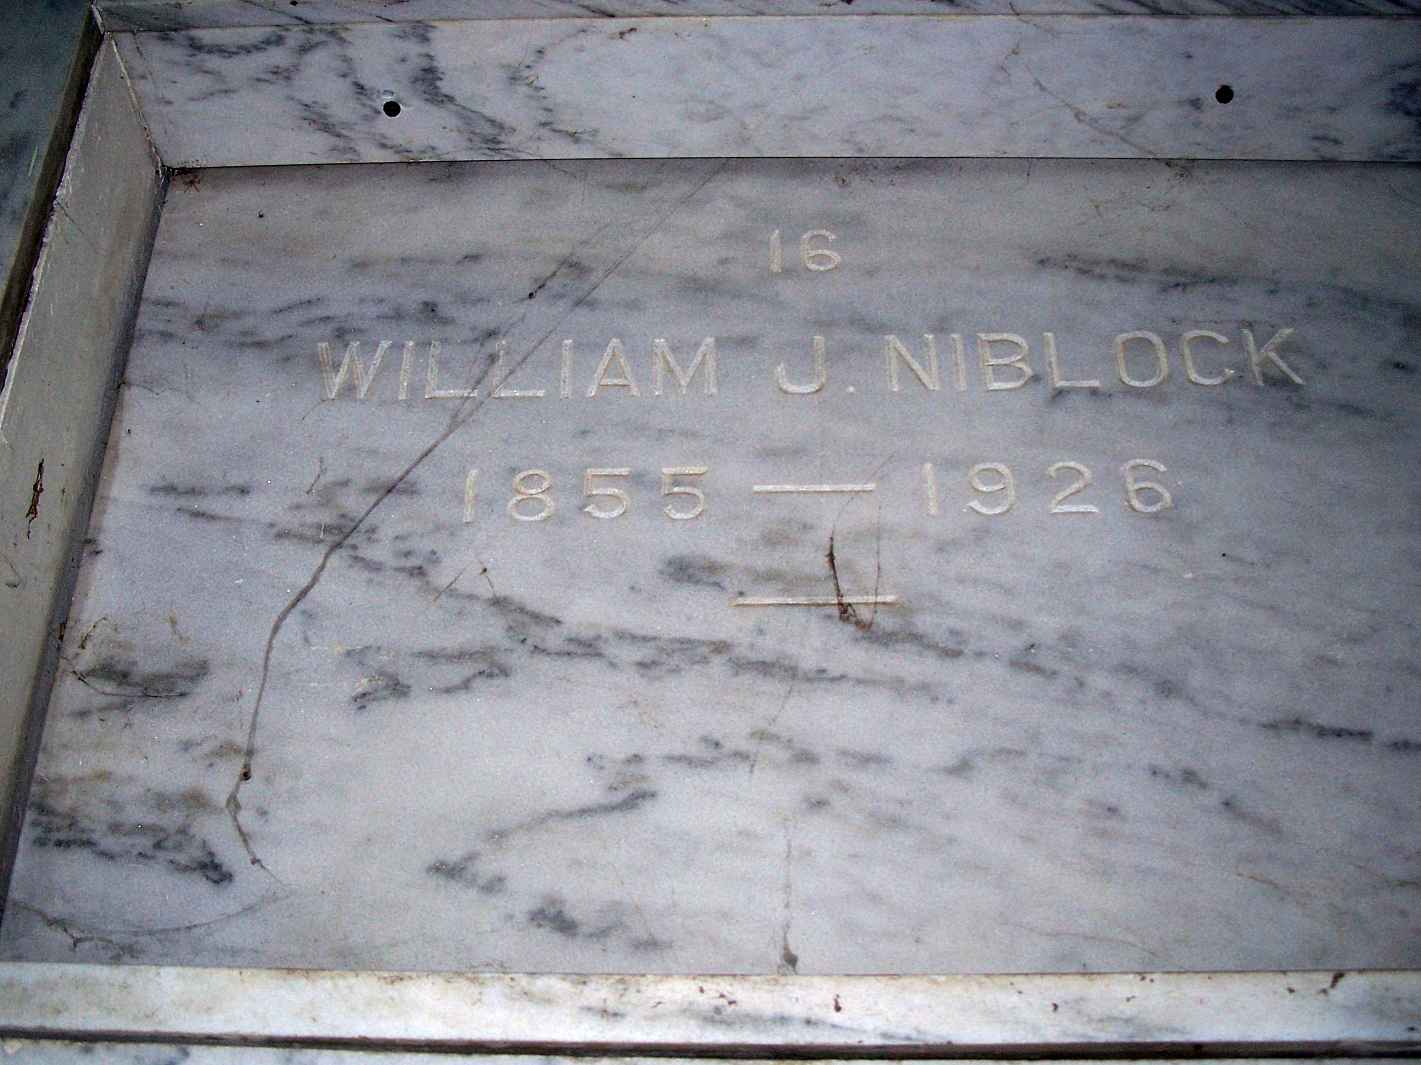 16
WILLIAM J. NIBLOCK
1855 — 1926